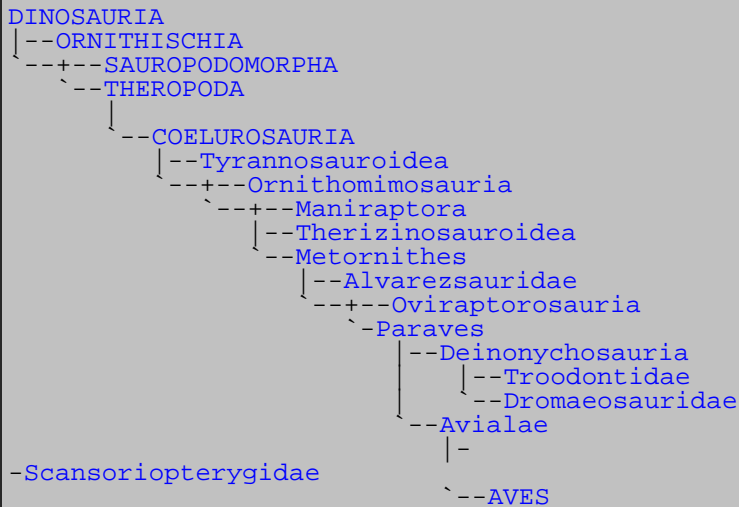 DINOSAURIA
|--ORNITHISCHIA
`--+--SAUROPODOMORPHA
   `--THEROPODA
      |
      `--COELUROSAURIA
         |--Tyrannosauroidea
         `--+--Ornithomimosauria
            `--+--Maniraptora
               |--Therizinosauroidea
               `--Metornithes
                  |--Alvarezsauridae
                  `--+--Oviraptorosauria
                     `-Paraves
                        |--Deinonychosauria
                        |   |--Troodontidae
                        |   `--Dromaeosauridae
                        `--Avialae
                           |-
-Scansoriopterygidae
                           `--AVES